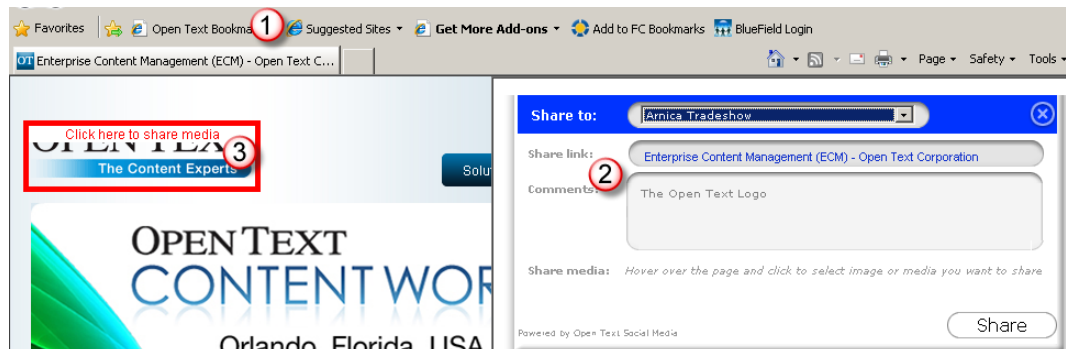 Favorites Open Text Bookma 1 Suggested Sites Get More Add-ons Add to FC Bookmarks BlueField Login
OT Enterprise Content Management (ECM) - Open Text C... Page Safety Tools
Click here to share media
OPEN TEXT 3
The Content Experts
Solu
OPEN TEXT
CONTENT WOR
Orlando, Florida, USA
Share to: Arnica Tradeshow
Share link: Enterprise Content Management (ECM) - Open Text Corporation
2
Comments: The Open Text Logo
Share media: Hover over the page and click to select image or media you want to share
Powered by Open Text Social Media
Share